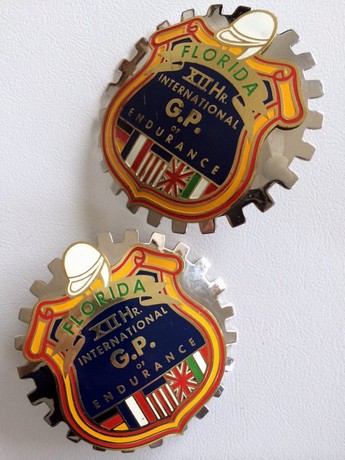 FLORIDA
XII HR.
INTERNATIONAL
G.P.
OF
ENDURANCE
FLORIDA
XII HR.
INTERNATIONAL
G.P.
OF
ENDURANCE